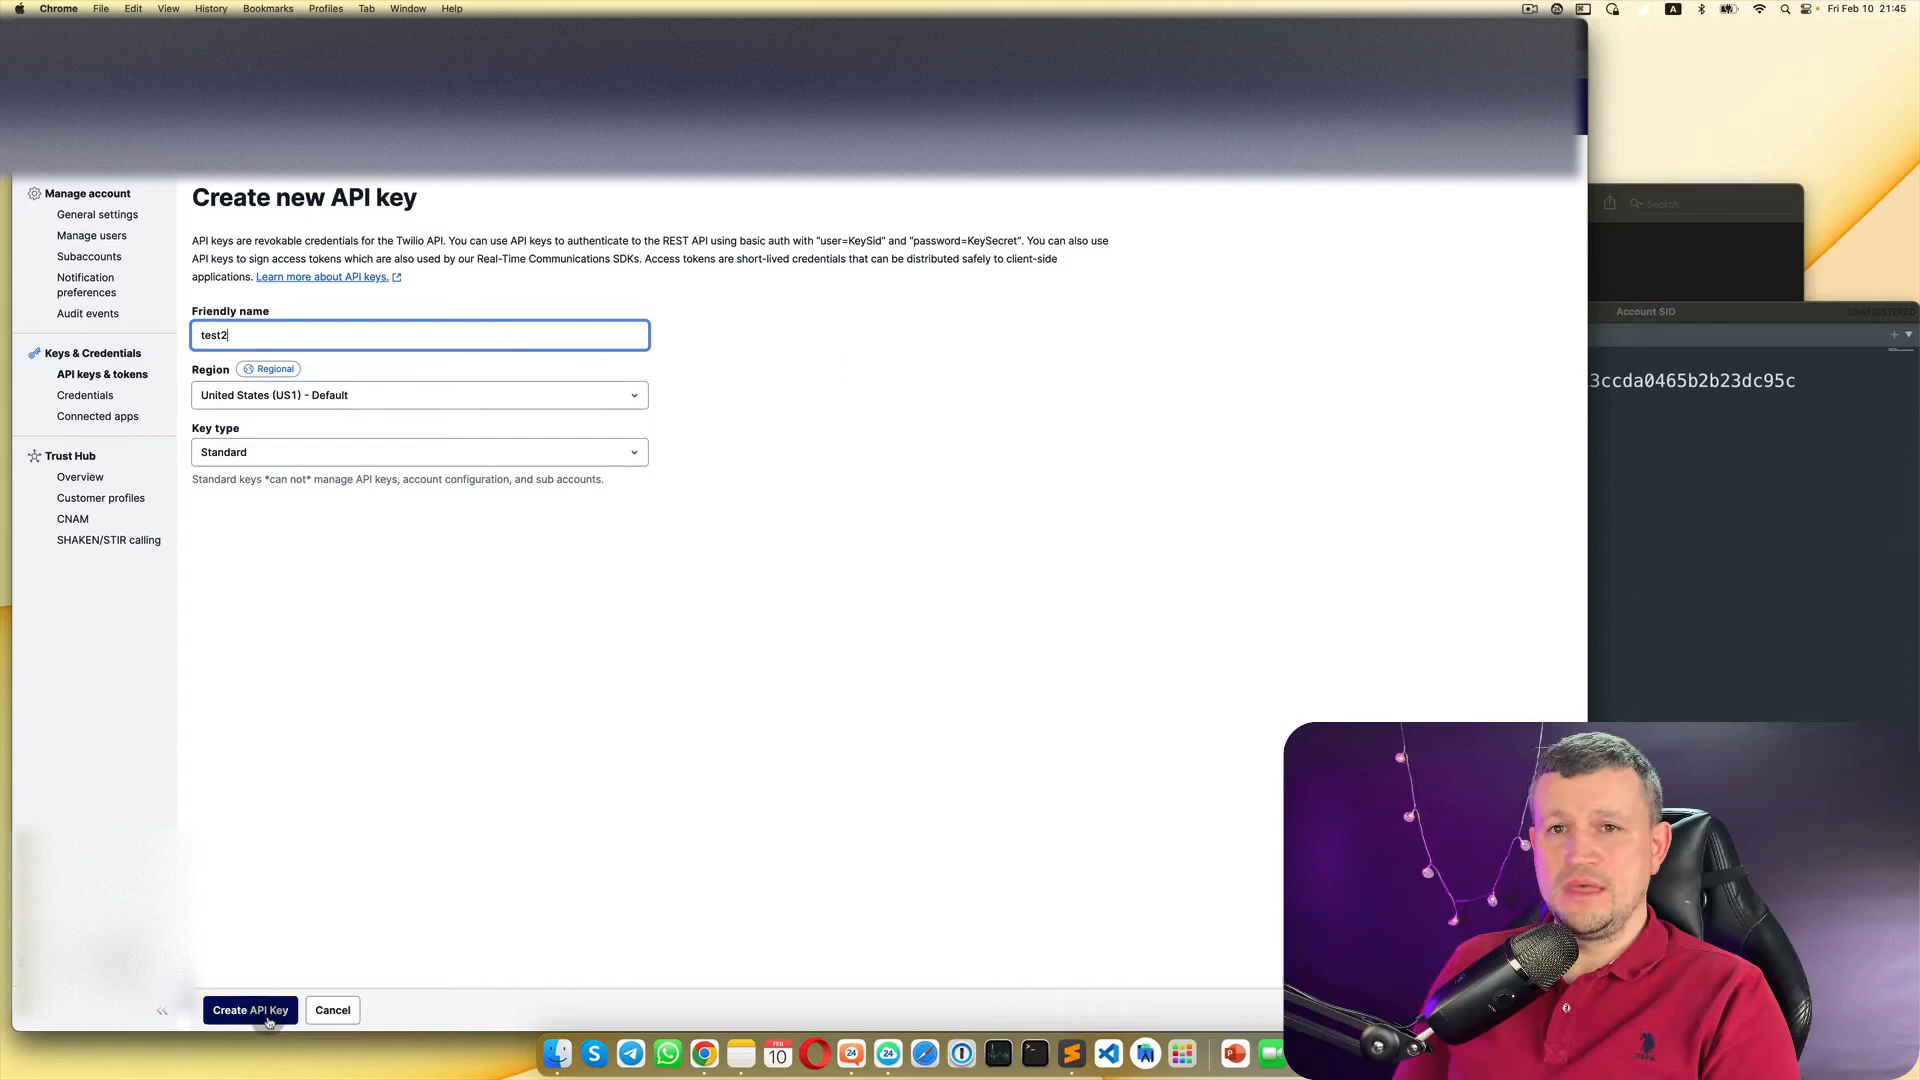 Chrome File Edit View History Bookmarks Profiles Tab Window Help
A
Fri Feb 10 21:45
Manage account
General settings
Manage users
Subaccounts
Notification
preferences
Audit events
Keys & Credentials
API keys & tokens
Credentials
Connected apps
Trust Hub
Overview
Customer profiles
CNAM
SHAKEN/STIR calling
Create new API key
API keys are revokable credentials for the Twilio API. You can use API keys to authenticate to the REST API using basic auth with “user=KeySid” and “password=KeySecret”. You can also use
API keys to sign access tokens which are also used by our Real-Time Communications SDKs. Access tokens are short-lived credentials that can be distributed safely to client-side
applications. Learn more about API keys.
Friendly name
test2
Region Regional
United States (US1) - Default
Key type
Standard
Standard keys *can not* manage API keys, account configuration, and sub accounts.
Create API Key
Cancel
Search
Account SID
UNREGISTERED
3ccda0465b2b23dc95c
FEB
10
24
24